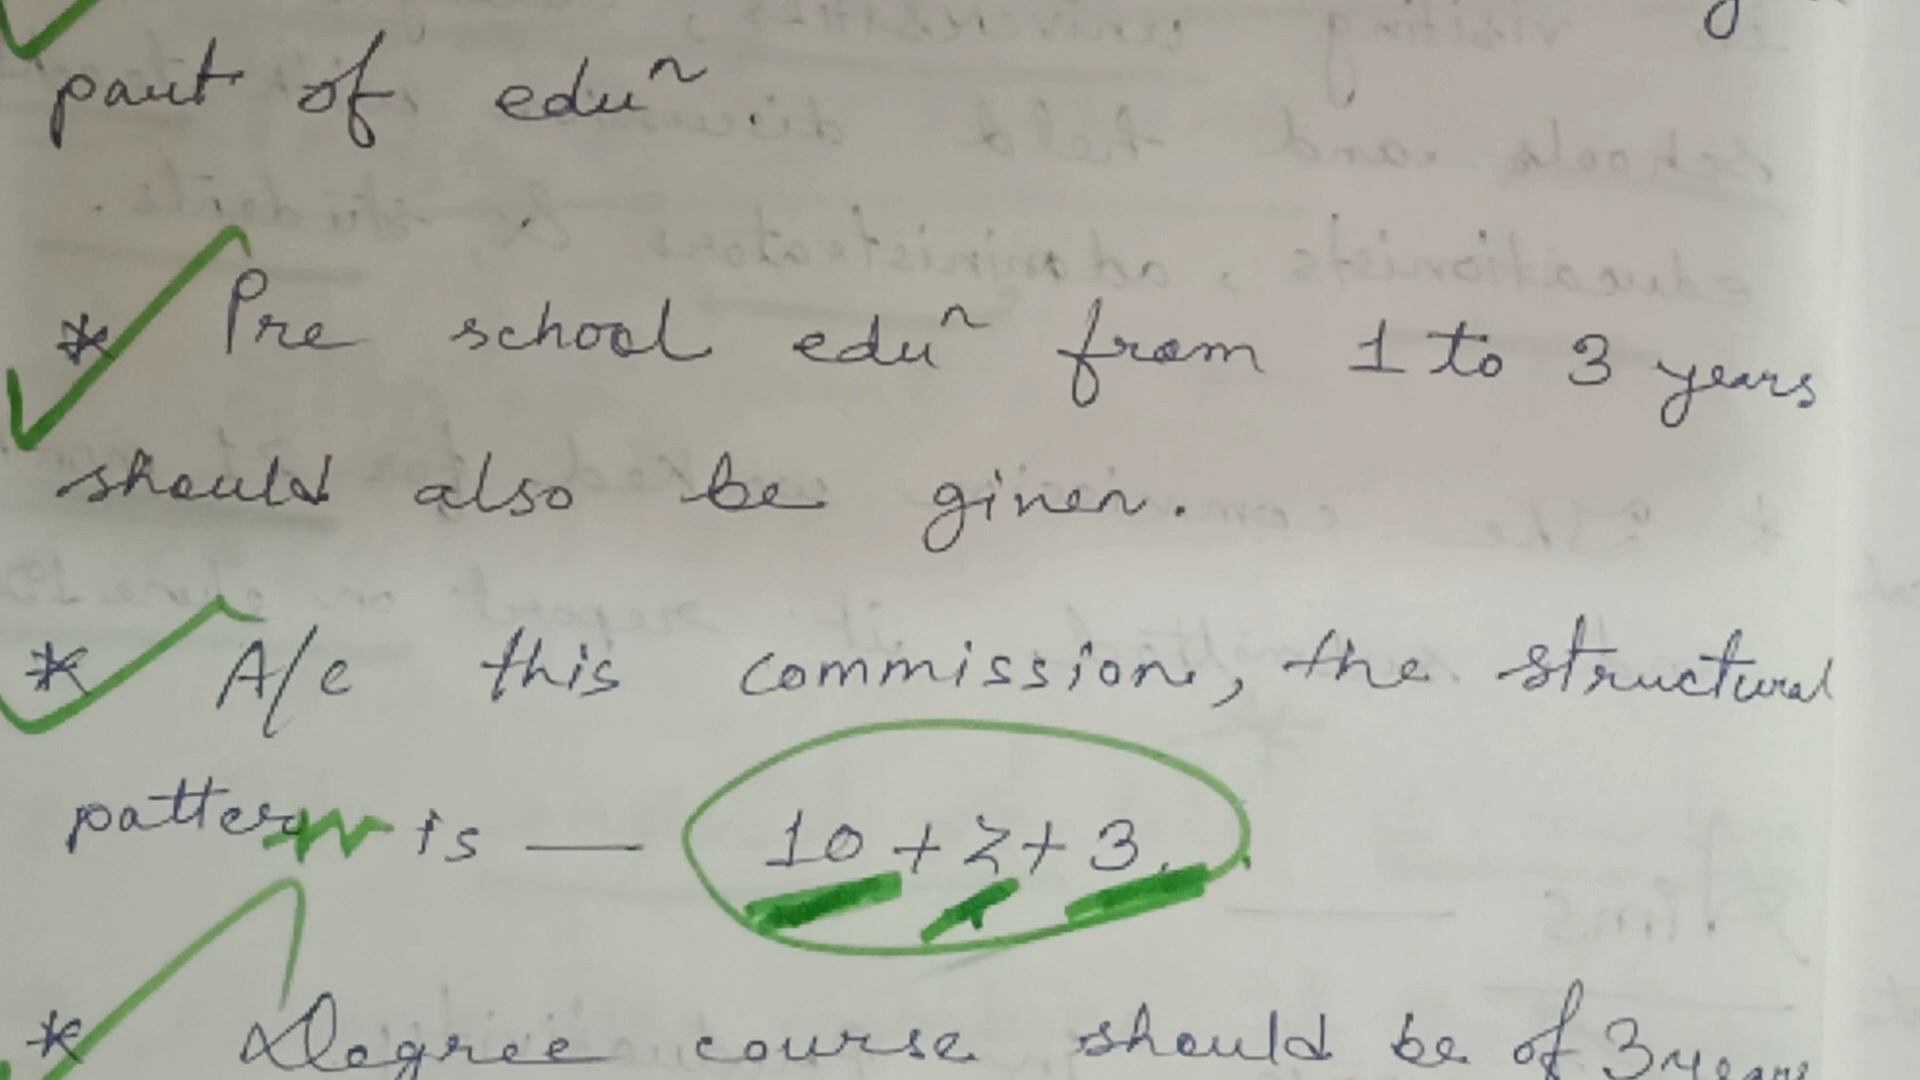 part of eduⁿ.
* Pre school eduⁿ from 1 to 3 years
should also be given.
* A/c this commission, the structural
pattern is — 10 + 2 + 3.
* Degree course should be of 3 years